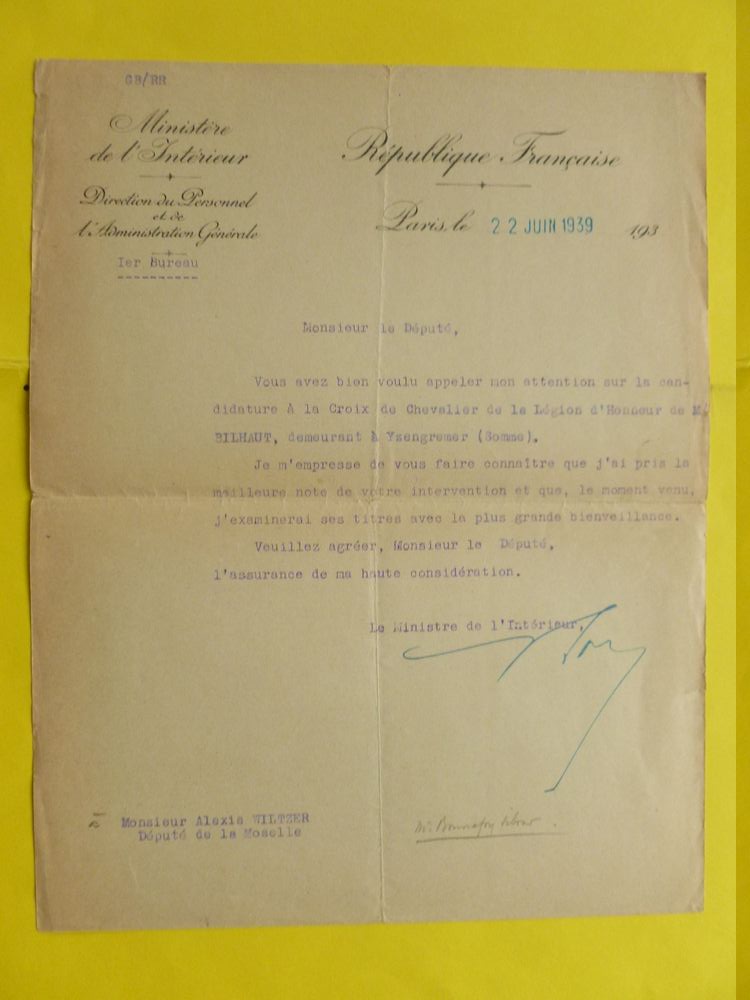 GB/RR
Ministère
de l'Intérieur
République Française
Direction du Personnel
et de
l'Administration Générale
Paris, le 22 JUIN 1939 193
Ier Bureau
Monsieur le Député,
Vous avez bien voulu appeler mon attention sur la can-
didature à la Croix de Chevalier de la Légion d'Honneur de M.
BILHAUT, demeurant à Yzengremer (Somme).
Je m'empresse de vous faire connaître que j'ai pris la
meilleure note de votre intervention et que, le moment venu,
j'examinerai ses titres avec la plus grande bienveillance.
Veuillez agréer, Monsieur le Député,
l'assurance de ma haute considération.
Le Ministre de l'Intérieur,
Monsieur Alexis WILTZER
Député de la Moselle